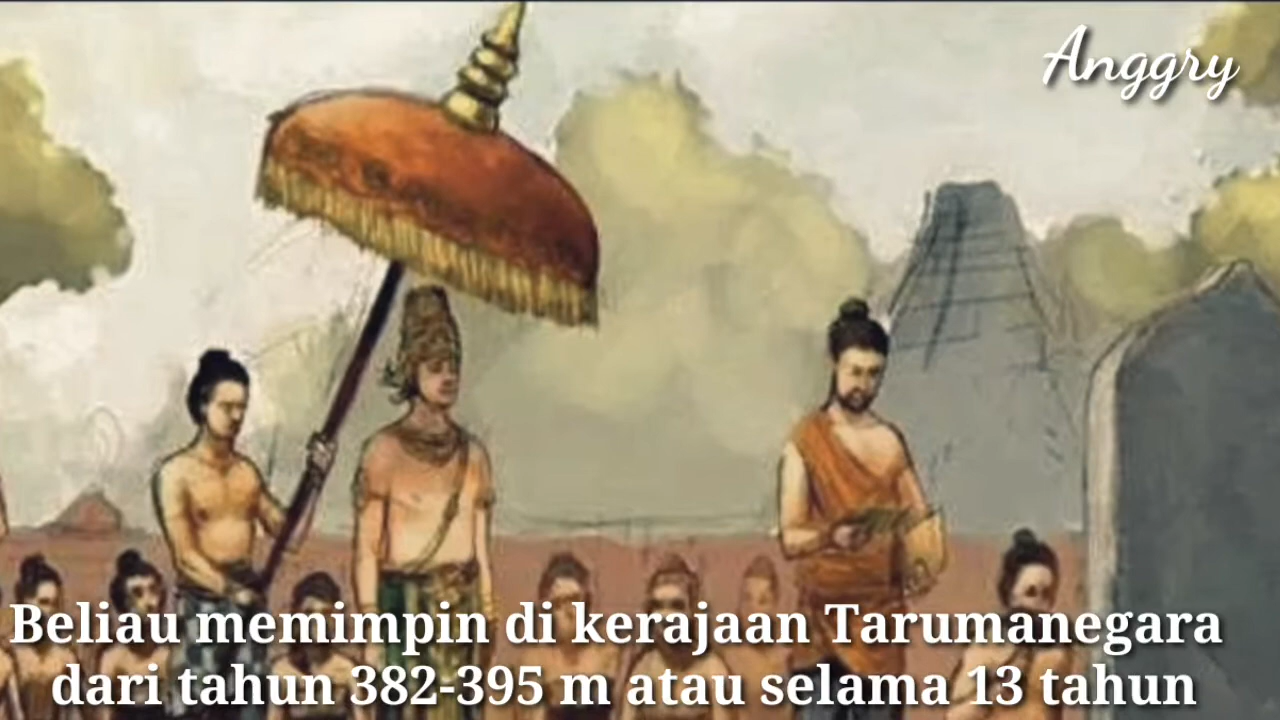 Anggry
Beliau memimpin di kerajaan Tarumanegara
dari tahun 382-395 m atau selama 13 tahun